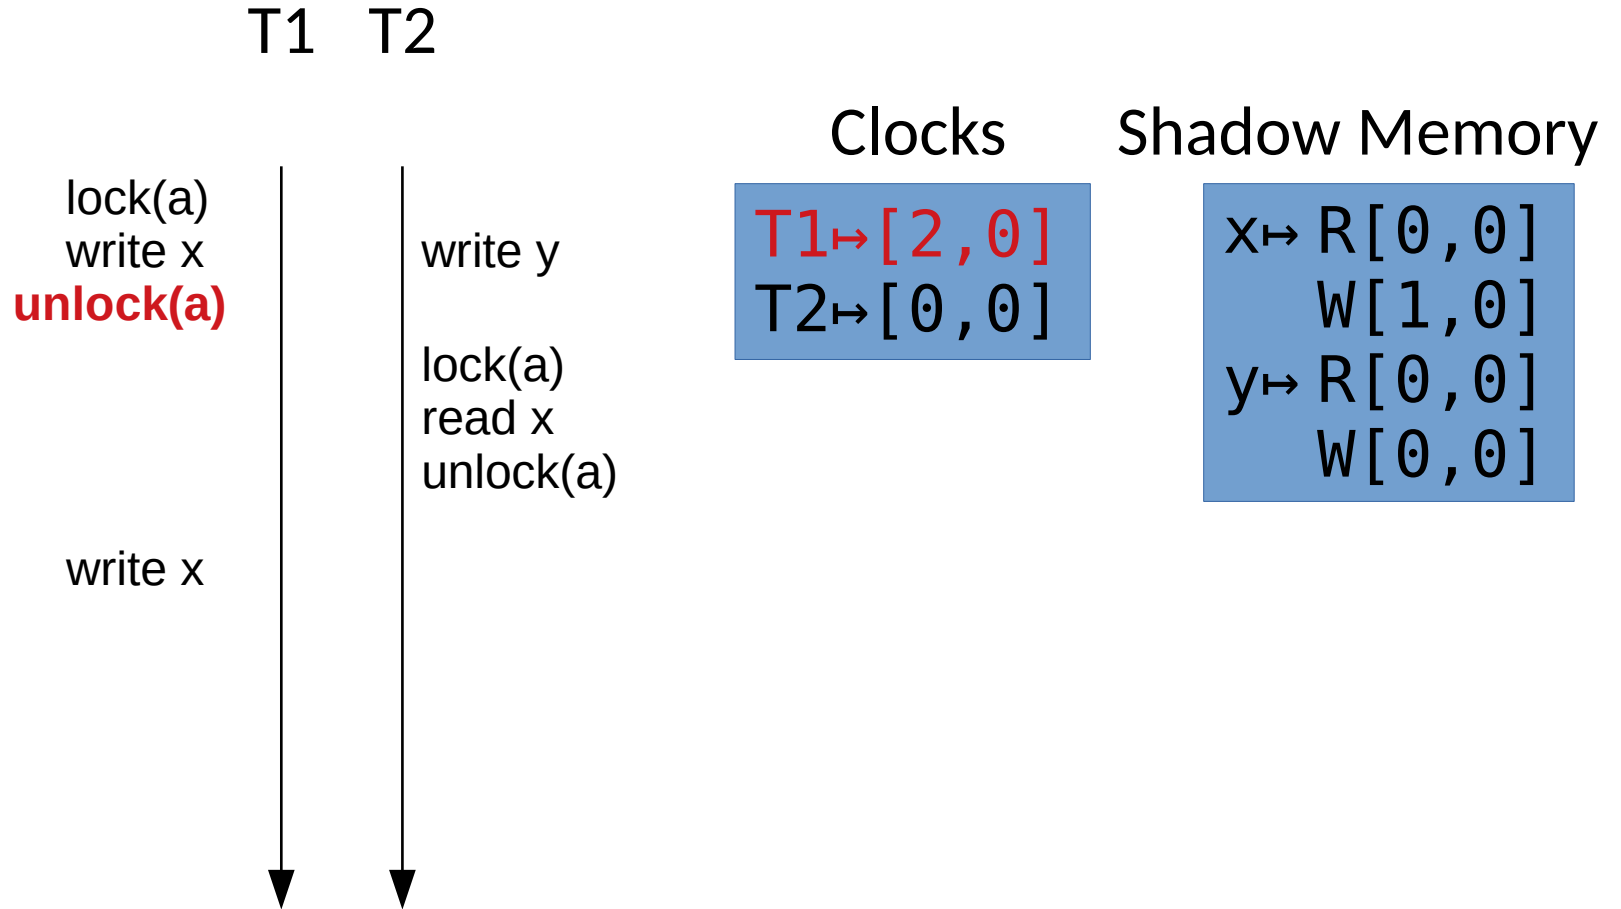 T1 T2
Clocks Shadow Memory
lock(a)
write x
unlock(a)
write y
lock(a)
read x
unlock(a)
write x
T1↦[2,0]
T2↦[0,0]
x↦ R[0,0]
W[1,0]
y↦ R[0,0]
W[0,0]